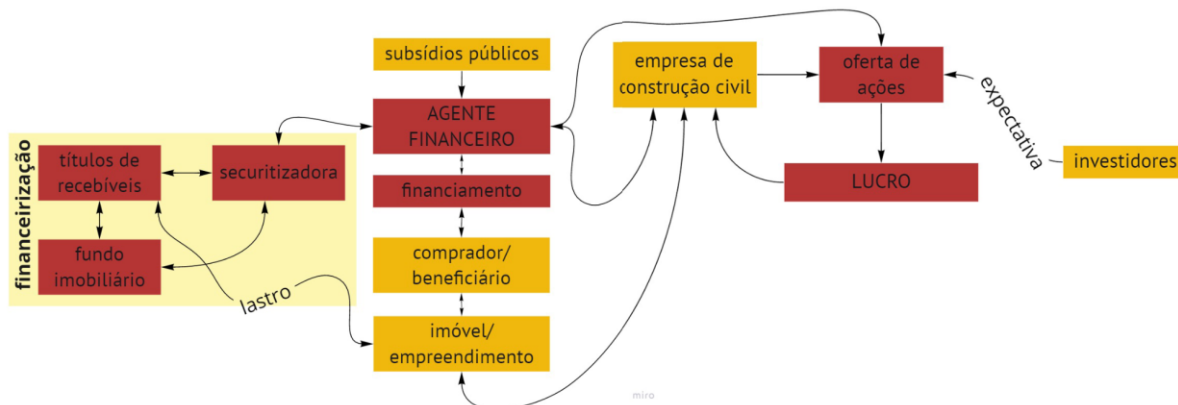 subsídios públicos
AGENTE
FINANCEIRO
financiamento
comprador/
beneficiário
imóvel/
empreendimento
financeirização
títulos de
recebíveis
securitizadora
fundo
imobiliário
lastro
empresa de
construção civil
oferta de
ações
LUCRO
expectativa
investidores
miro